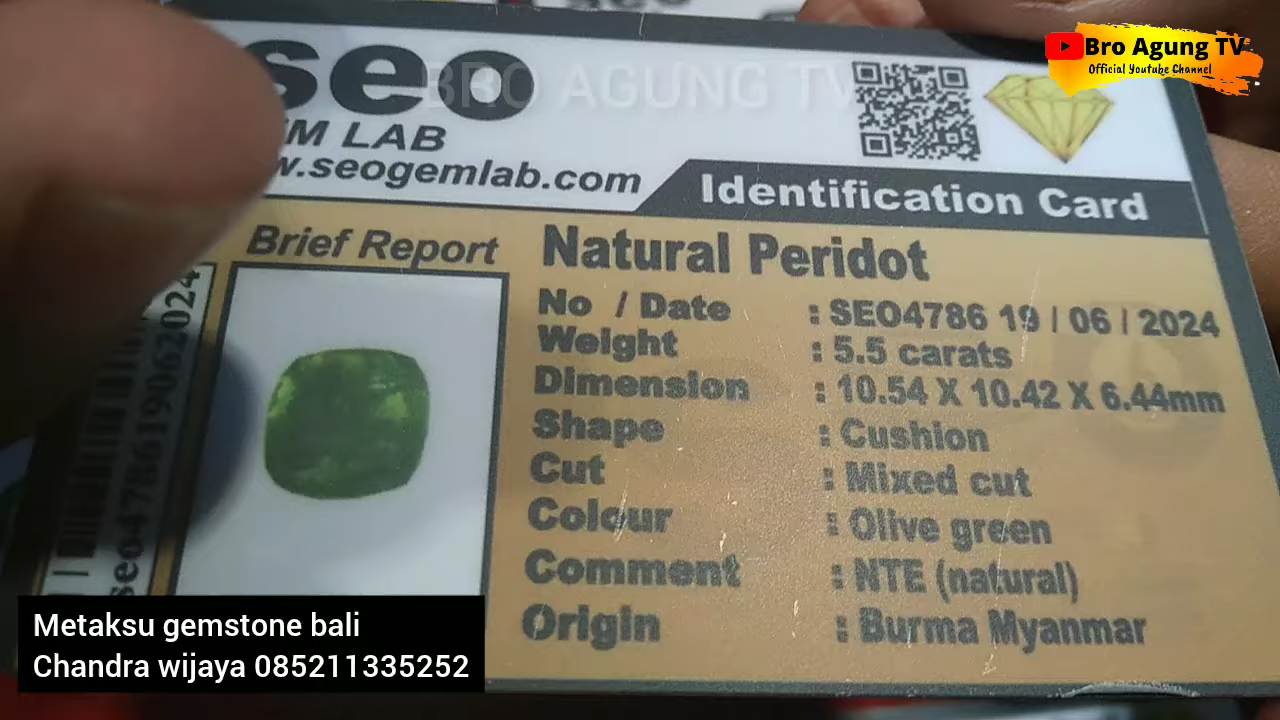 seo
BRO AGUNG TV
Bro Agung TV
Official Youtube Channel
M LAB
w.seogemlab.com
Identification Card
Brief Report
Natural Peridot
No / Date : SEO4786 19 / 06 / 2024
Weight : 5.5 carats
Dimension : 10.54 X 10.42 X 6.44mm
Shape : Cushion
Cut : Mixed cut
Colour : Olive green
Comment : NTE (natural)
Origin : Burma Myanmar
seo478619062024
Metaksu gemstone bali
Chandra wijaya 085211335252